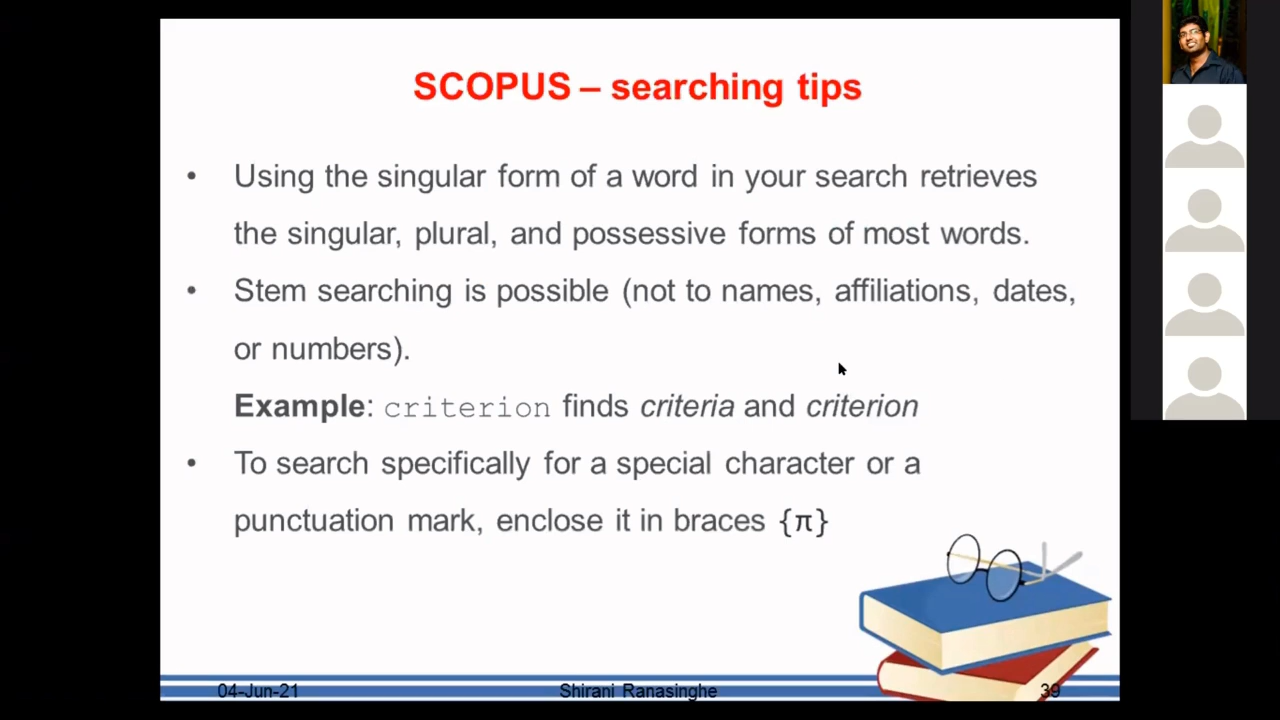 SCOPUS – searching tips
• Using the singular form of a word in your search retrieves
the singular, plural, and possessive forms of most words.
• Stem searching is possible (not to names, affiliations, dates,
or numbers).
Example: criterion finds criteria and criterion
• To search specifically for a special character or a
punctuation mark, enclose it in braces {π}
04-Jun-21 Shirani Ranasinghe 39